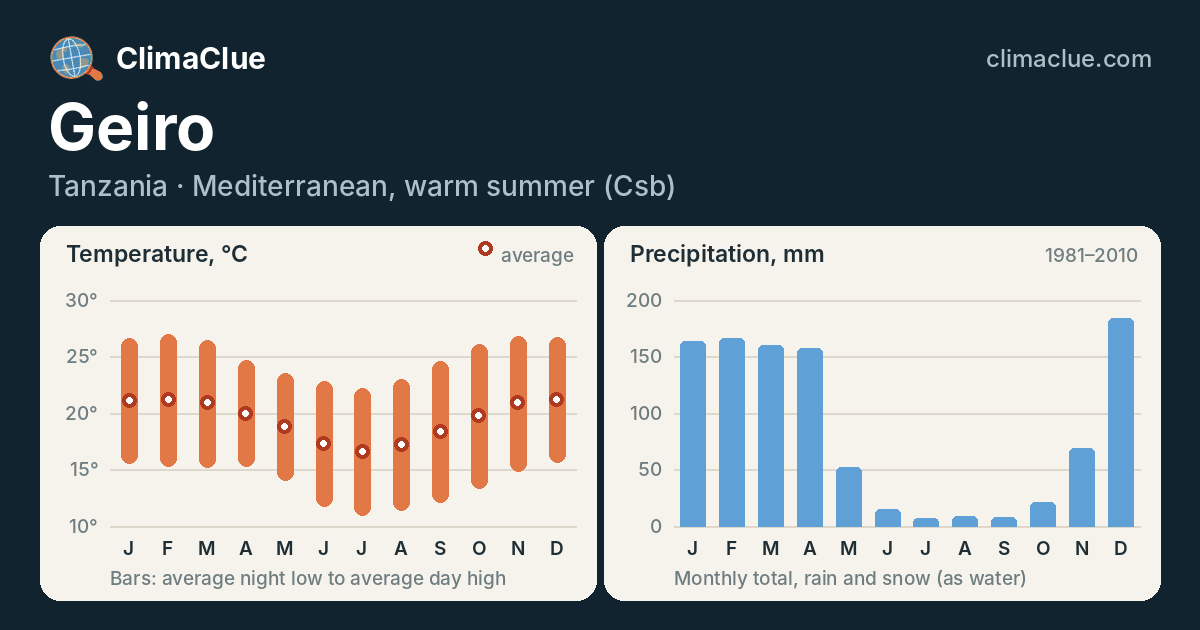 ClimaClue
climaclue.com
Geiro
Tanzania · Mediterranean, warm summer (Csb)
Temperature, °C
average
30°
25°
20°
15°
10°
J F M A M J J A S O N D
Bars: average night low to average day high
Precipitation, mm
1981–2010
200
150
100
50
0
J F M A M J J A S O N D
Monthly total, rain and snow (as water)